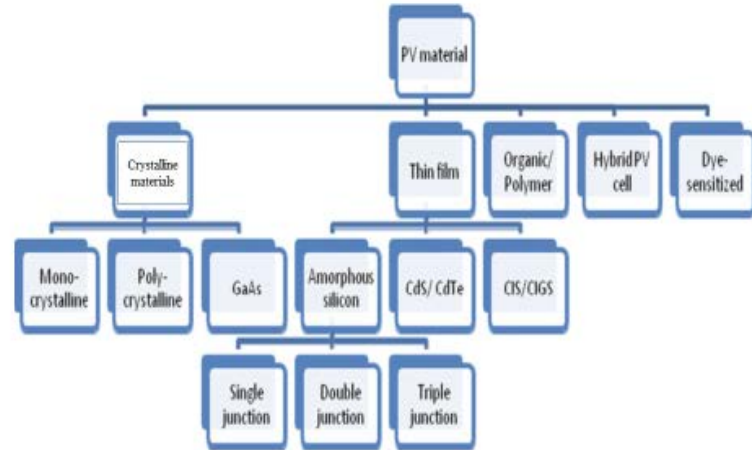 PV material
Crystalline
materials
Thin film
Organic/
Polymer
Hybrid PV
cell
Dye-
sensitized
Mono-
crystalline
Poly-
crystalline
GaAs
Amorphous
silicon
CdS/ CdTe
CIS/CIGS
Single
junction
Double
junction
Triple
junction